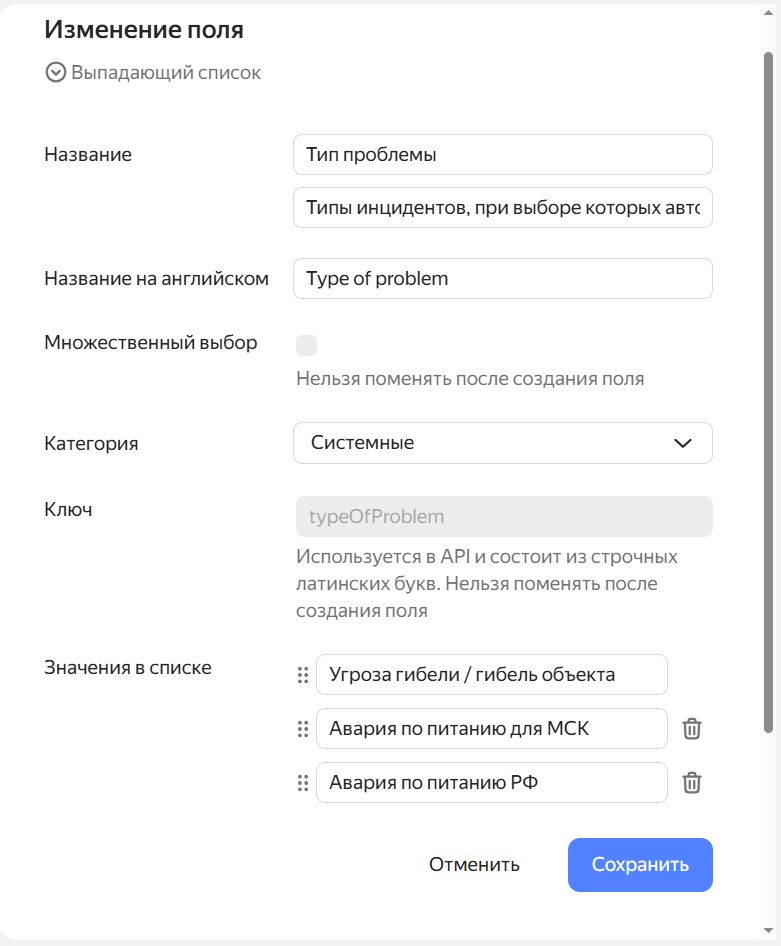 Изменение поля
Выпадающий список
Название
Тип проблемы
Типы инцидентов, при выборе которых
Название на английском
Type of problem
Множественный выбор
Нельзя поменять после создания поля
Категория
Системные
Ключ
typeOfProblem
Используется в API и состоит из строчных
латинских букв. Нельзя поменять после
создания поля
Значения в списке
Угроза гибели / гибель объекта
Авария по питанию для МСК
Авария по питанию РФ
Отменить
Сохранить